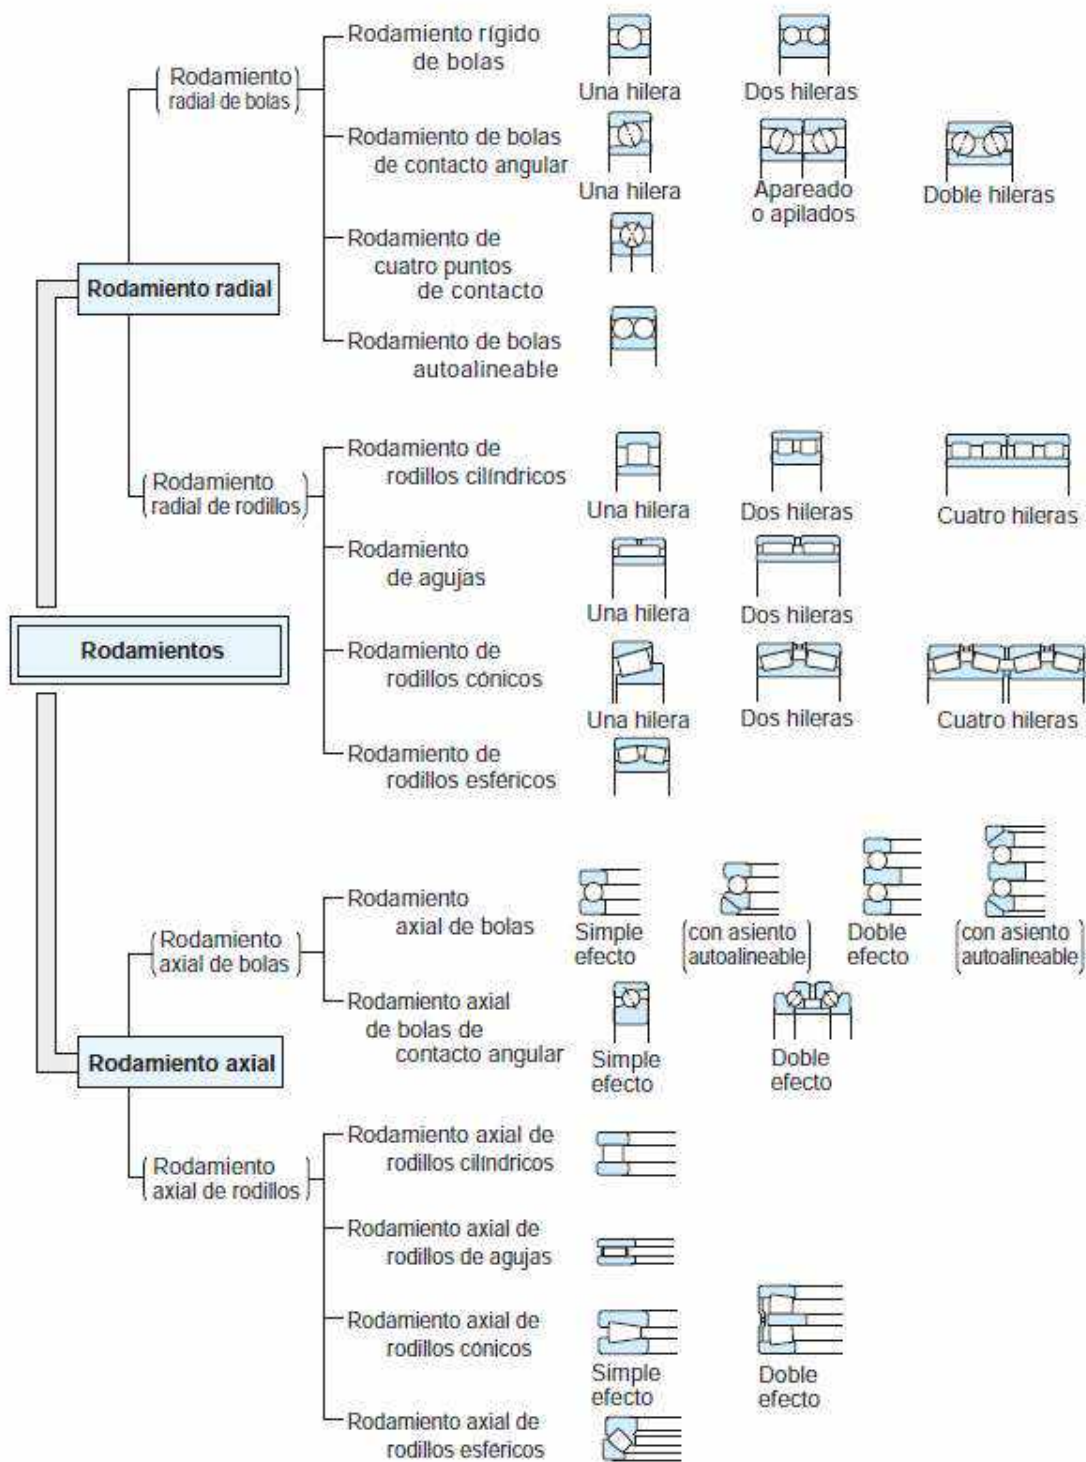 Rodamiento rígido
de bolas
Una hilera
Dos hileras
Rodamiento
radial de bolas
Rodamiento de bolas
de contacto angular
Una hilera
Apareado
o apilados
Doble hileras
Rodamiento de
cuatro puntos
de contacto
Rodamiento radial
Rodamiento de bolas
autoalineable
Rodamiento de
rodillos cilíndricos
Una hilera
Dos hileras
Cuatro hileras
Rodamiento
radial de rodillos
Rodamiento
de agujas
Una hilera
Dos hileras
Rodamientos
Rodamiento de
rodillos cónicos
Una hilera
Dos hileras
Cuatro hileras
Rodamiento de
rodillos esféricos
Rodamiento
axial de bolas
Simple
efecto
(con asiento
autoalineable)
Doble
efecto
(con asiento
autoalineable)
Rodamiento
axial de bolas
Rodamiento axial
de bolas de
contacto angular
Simple
efecto
Doble
efecto
Rodamiento axial
Rodamiento axial de
rodillos cilíndricos
Rodamiento
axial de rodillos
Rodamiento axial de
rodillos de agujas
Rodamiento axial de
rodillos cónicos
Simple
efecto
Doble
efecto
Rodamiento axial de
rodillos esféricos